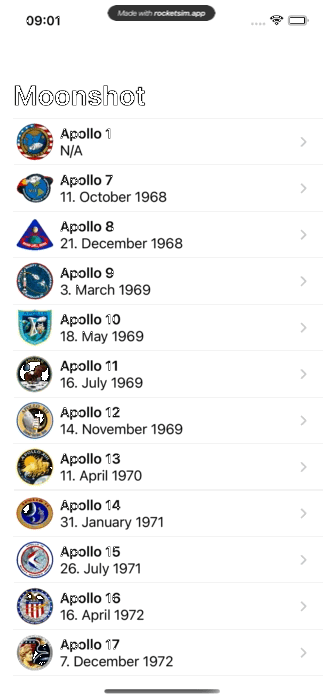 09:01
Made with rocketsim.app
Moonshot
Apollo 1
N/A
Apollo 7
11. October 1968
Apollo 8
21. December 1968
Apollo 9
3. March 1969
Apollo 10
18. May 1969
Apollo 11
16. July 1969
Apollo 12
14. November 1969
Apollo 13
11. April 1970
Apollo 14
31. January 1971
Apollo 15
26. July 1971
Apollo 16
16. April 1972
Apollo 17
7. December 1972